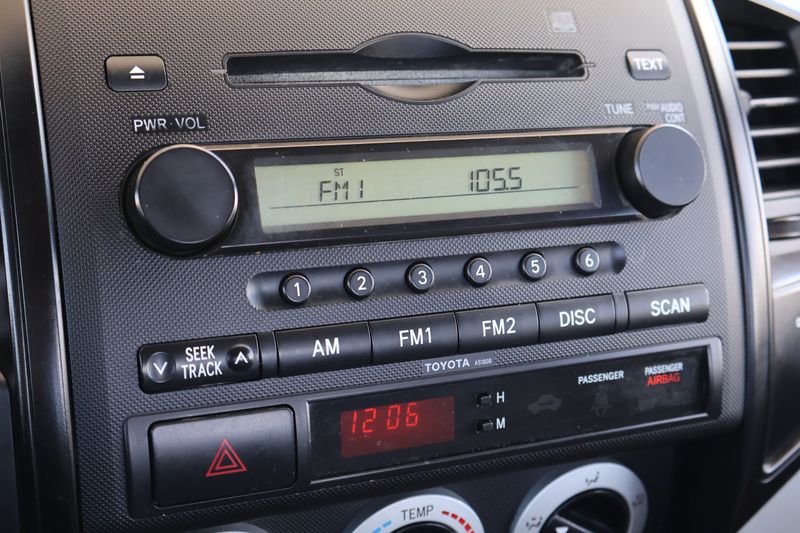 TEXT
PWR·VOL
TUNE
PUSH AUDIO
CONT
ST
FM1 105.5
1 2 3 4 5 6
SEEK
TRACK
AM FM1 FM2 DISC SCAN
TOYOTA A51808
12:06
H
M
PASSENGER
PASSENGER
AIRBAG
TEMP